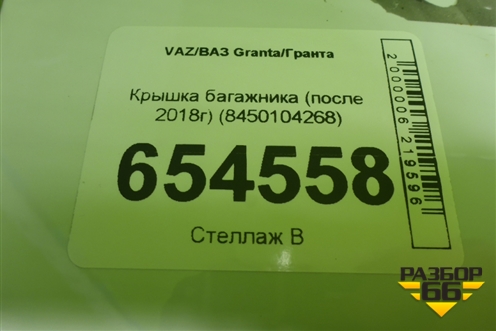 VAZ/ВАЗ Granta/Гранта
Крышка багажника (после
2018г) (8450104268)
654558
Стеллаж В
2000006219596
РАЗБОР
66